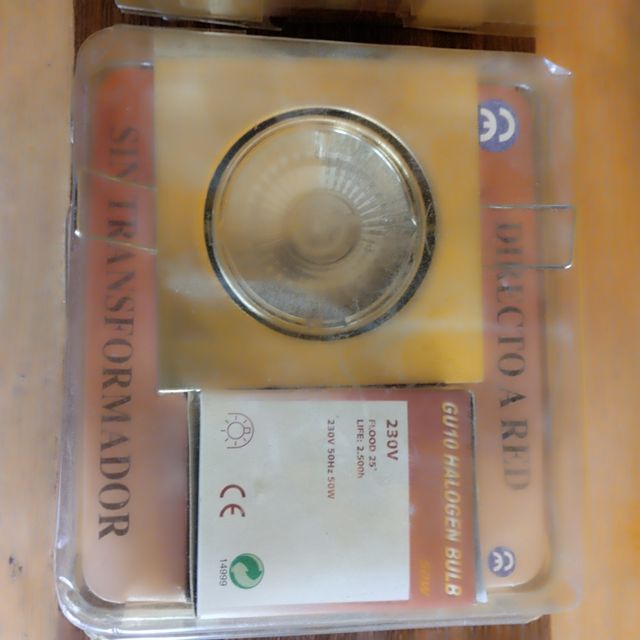 DIRECTO A RED
CE
CE
GU10 HALOGEN BULB
50W
230V
FLOOD 25°
LIFE: 2.500h
230V 50Hz 50W
CE
14999
SIN TRANSFORMADOR